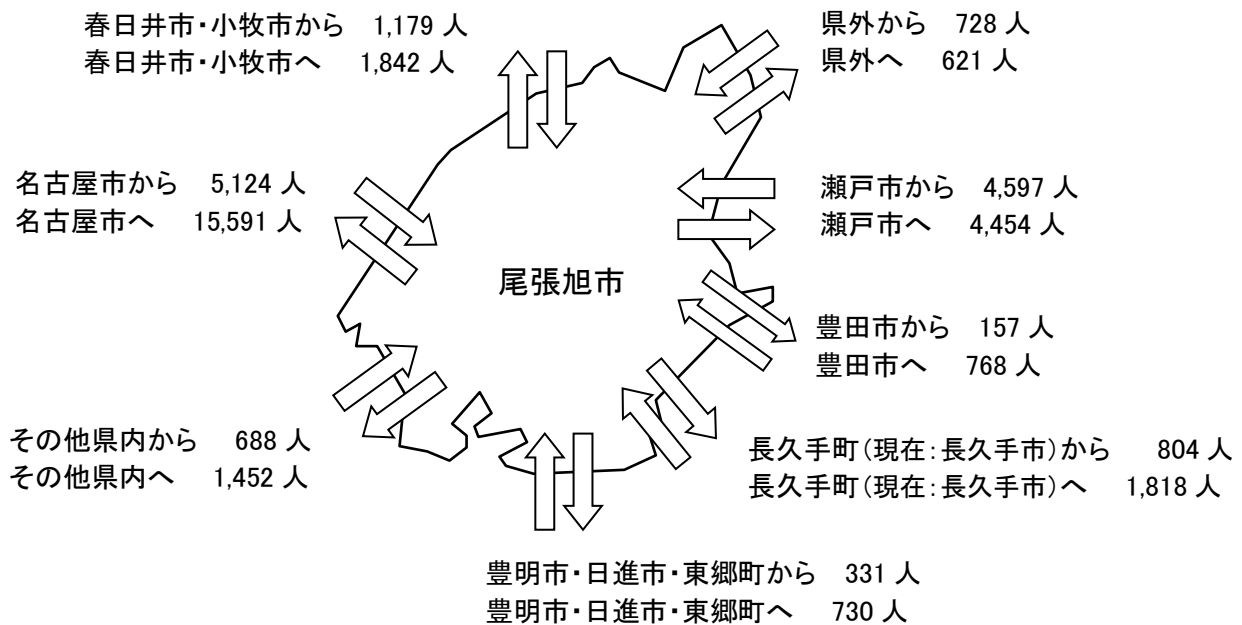 春日井市・小牧市から 1,179 人
春日井市・小牧市へ 1,842 人
県外から 728 人
県外へ 621 人
名古屋市から 5,124 人
名古屋市へ 15,591 人
瀬戸市から 4,597 人
瀬戸市へ 4,454 人
尾張旭市
豊田市から 157 人
豊田市へ 768 人
その他県内から 688 人
その他県内へ 1,452 人
長久手町(現在:長久手市)から 804 人
長久手町(現在:長久手市)へ 1,818 人
豊明市・日進市・東郷町から 331 人
豊明市・日進市・東郷町へ 730 人